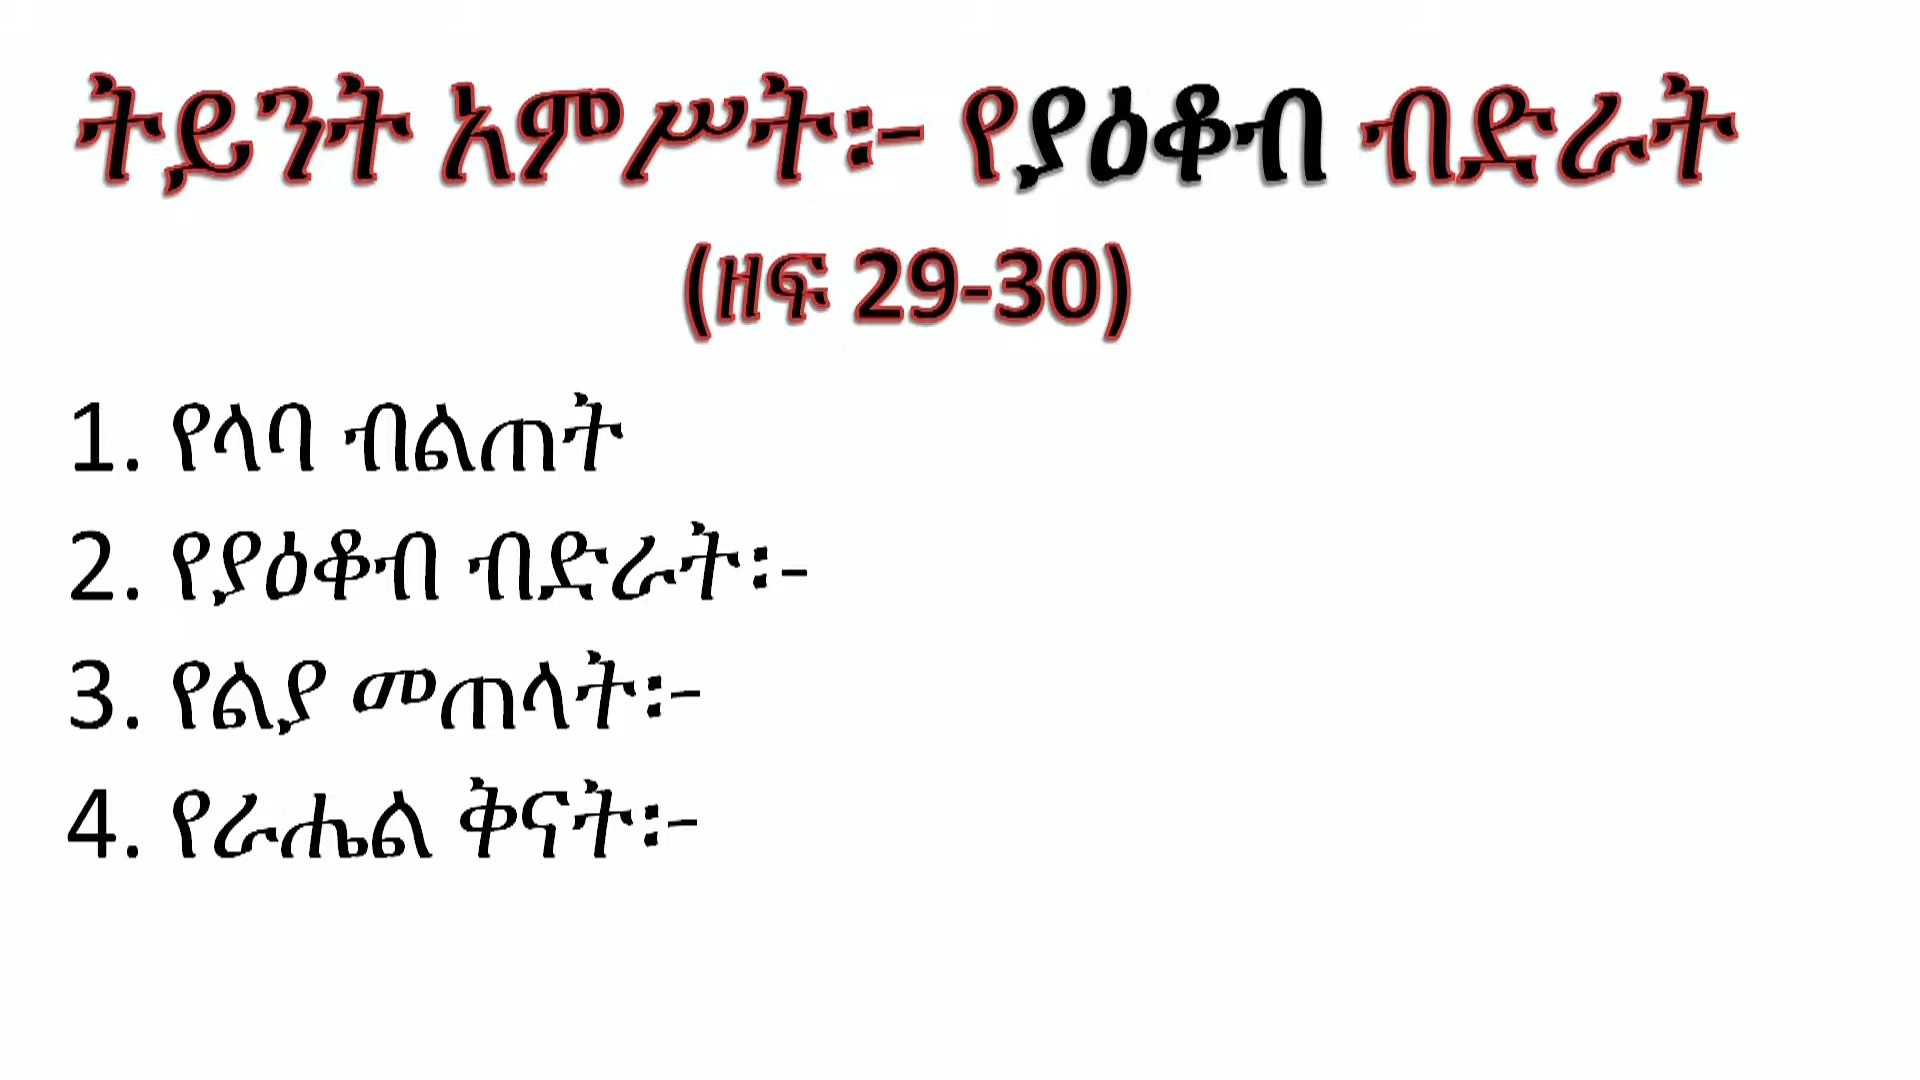 ትይንት አምሥት፡- የያዕቆብ ብድራት
(ዘፍ 29-30)
1. የላባ ብልጠት
2. የያዕቆብ ብድራት፡-
3. የልያ መጠላት፡-
4. የራሔል ቅናት፡-